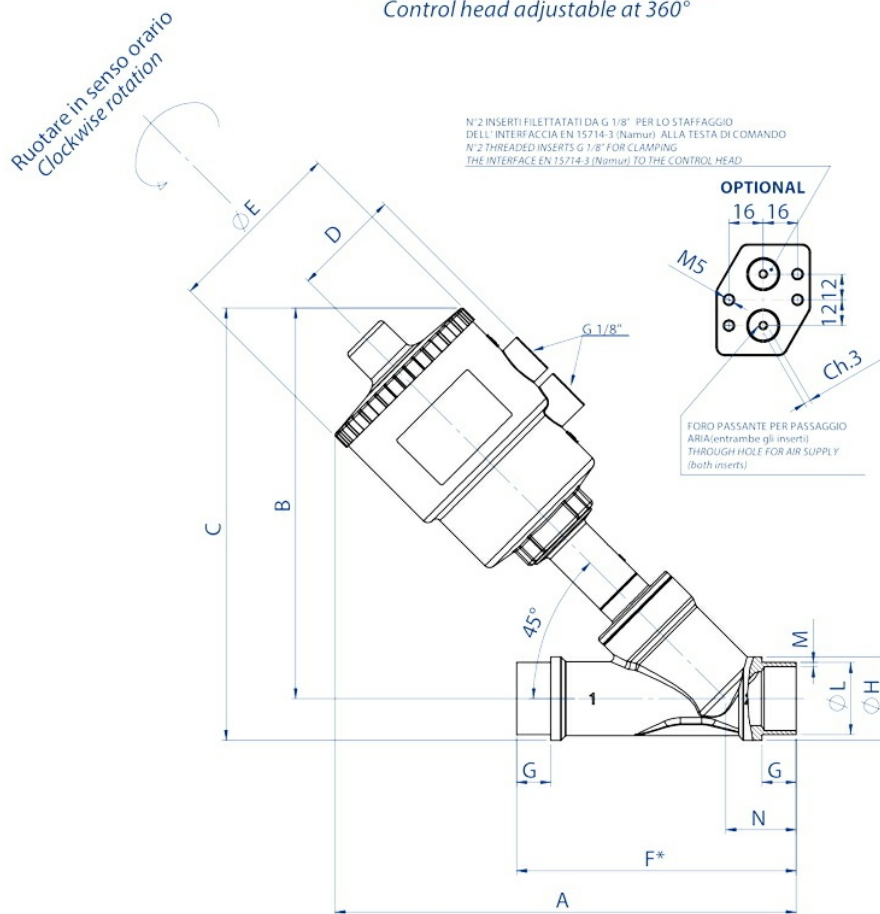 Control head adjustable at 360°
Ruotare in senso orario
Clockwise rotation
N°2 INSERTI FILETTATATI DA G 1/8" PER LO STAFFAGGIO
DELL' INTERFACCIA EN 15714-3 (Namur) ALLA TESTA DI COMANDO
N°2 THREADED INSERTS G 1/8" FOR CLAMPING
THE INTERFACE EN 15714-3 (Namur) TO THE CONTROL HEAD
OPTIONAL
16 16
M5
12
12
Ch.3
FORO PASSANTE PER PASSAGGIO
ARIA(entrambe gli inserti)
THROUGH HOLE FOR AIR SUPPLY
(both inserts)
∅ E
D
G 1/8"
C
B
45°
1
M
∅ L
∅ H
G
G
N
F*
A